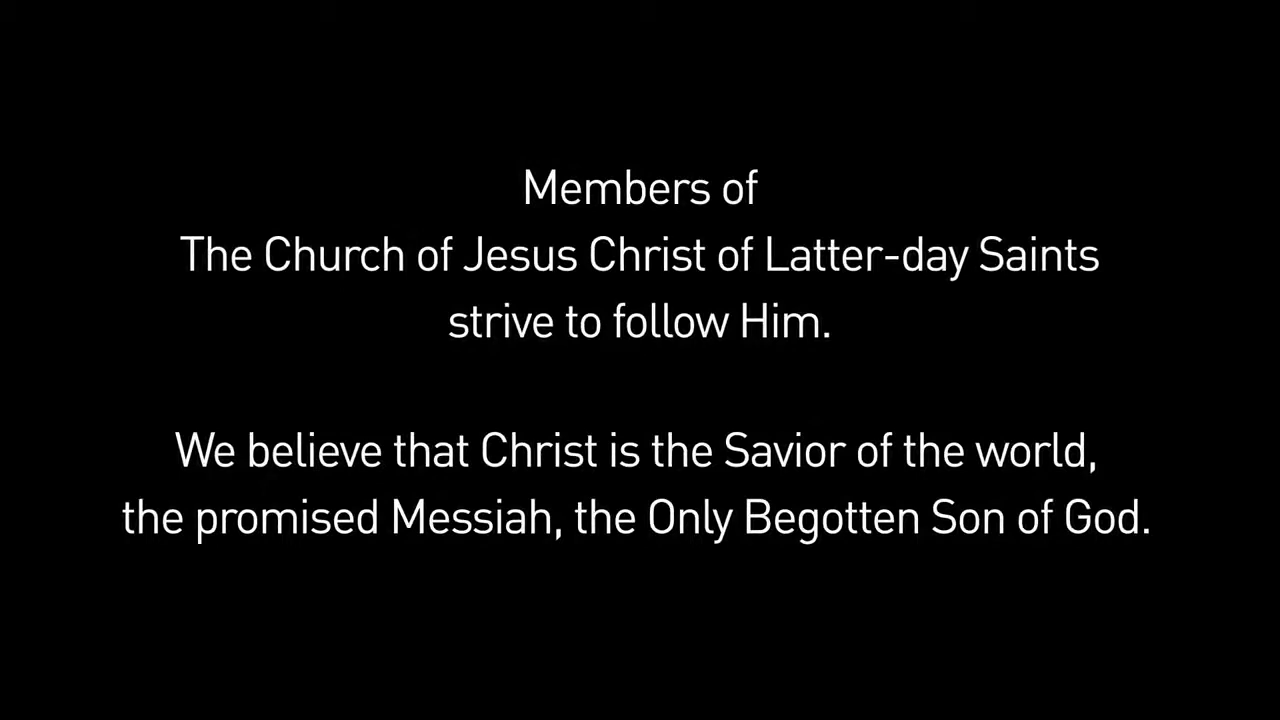 Members of
The Church of Jesus Christ of Latter-day Saints
strive to follow Him.
We believe that Christ is the Savior of the world,
the promised Messiah, the Only Begotten Son of God.